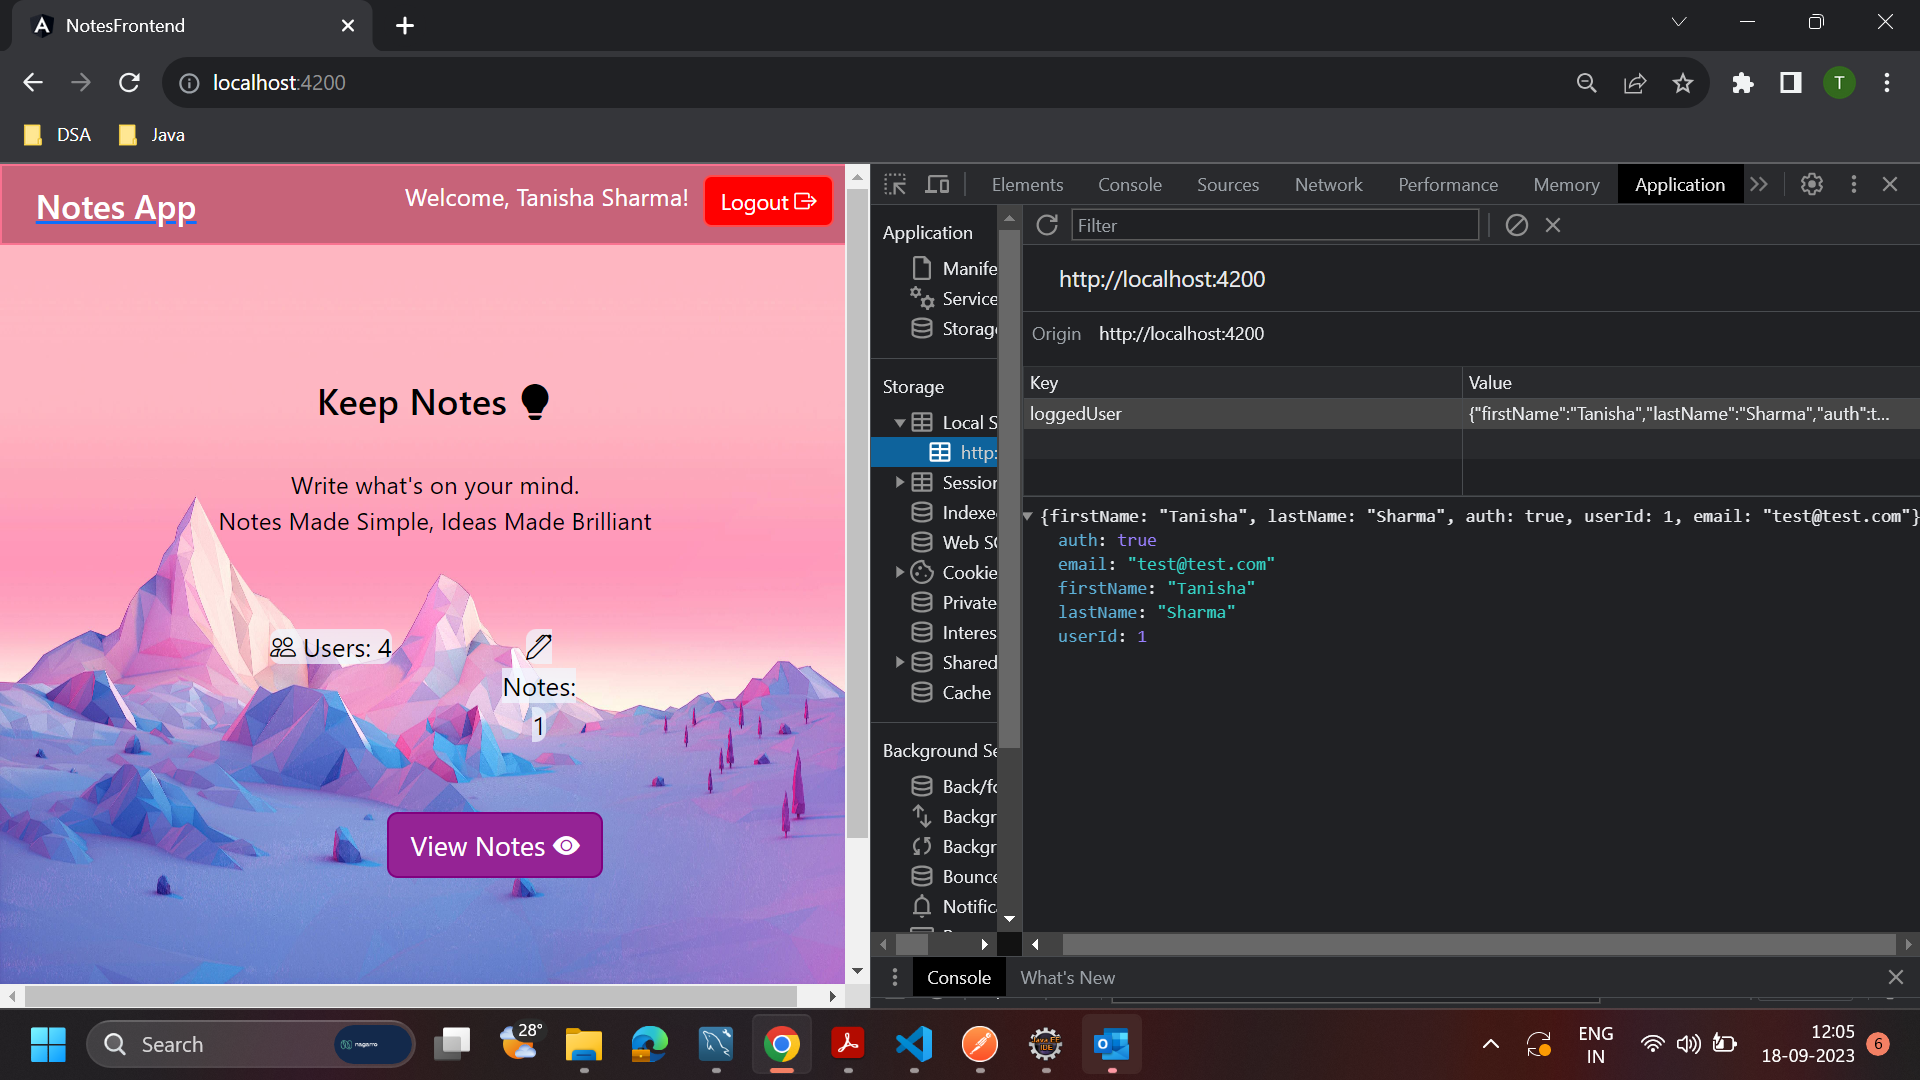 NotesFrontend
localhost:4200
T
DSA
Java
Notes App
Welcome, Tanisha Sharma!
Logout
Keep Notes
Write what's on your mind.
Notes Made Simple, Ideas Made Brilliant
Users: 4
Notes:
1
View Notes
Elements Console Sources Network Performance Memory Application
Filter
Application
Manife
Service
Storag
Storage
Local S
http:
Session
Indexe
Web S
Cookie
Private
Interes
Shared
Cache
Background Se
Back/fo
Backgr
Backgr
Bounce
Notific
http://localhost:4200
Origin http://localhost:4200
Key Value
loggedUser {"firstName":"Tanisha","lastName":"Sharma","auth":t...
{firstName: "Tanisha", lastName: "Sharma", auth: true, userId: 1, email: "test@test.com"}
auth: true
email: "test@test.com"
firstName: "Tanisha"
lastName: "Sharma"
userId: 1
Console What's New
Search
nagarro
28°
ENG
IN
12:05
18-09-2023
6